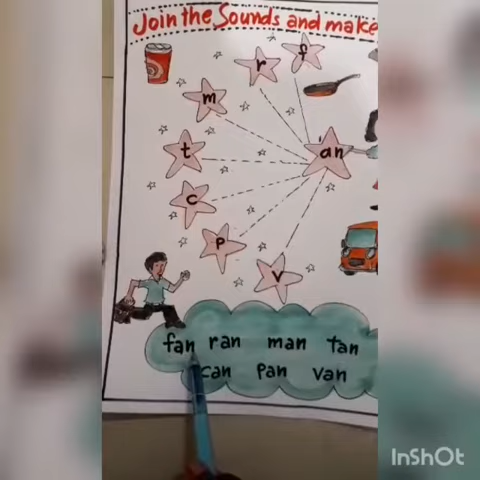 Join the Sounds and make
f
r
m
an
t
c
p
v
fan ran man tan
can pan van
InShOt